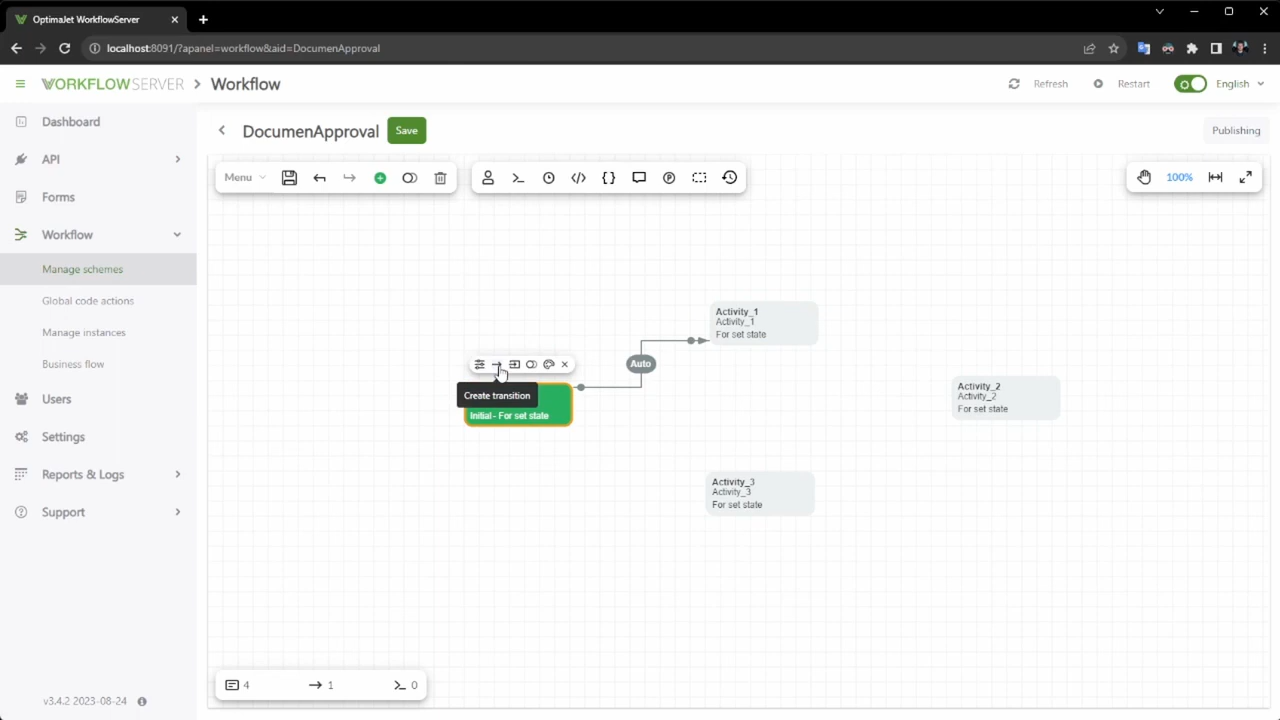 OptimaJet WorkflowServer
localhost:8091/?apanel=workflow&aid=DocumenApproval
WORKFLOWSERVER
Workflow
Refresh
Restart
English
Dashboard
API
Forms
Workflow
Manage schemes
Global code actions
Manage instances
Business flow
Users
Settings
Reports & Logs
Support
v3.4.2 2023-08-24
DocumenApproval
Save
Publishing
Menu
100%
Activity_1
Activity_1
For set state
Auto
Create transition
Initial - For set state
Activity_2
Activity_2
For set state
Activity_3
Activity_3
For set state
4
1
0